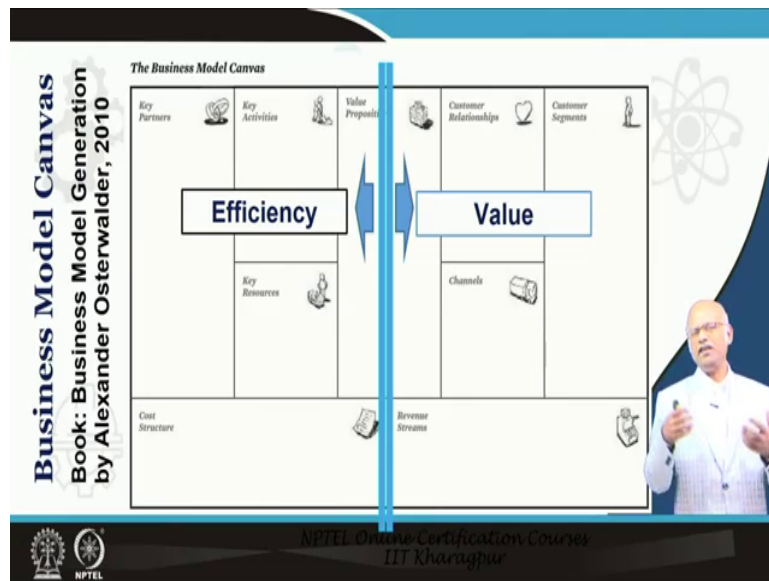 Business Model Canvas
Book: Business Model Generation
by Alexander Osterwalder, 2010
The Business Model Canvas
Key
Partners
Key
Activities
Value
Propositi
Customer
Relationships
Customer
Segments
Efficiency
Value
Key
Resources
Channels
Cost
Structure
Revenue
Streams
NPTEL
NPTEL Online Certification Courses
IIT Kharagpur